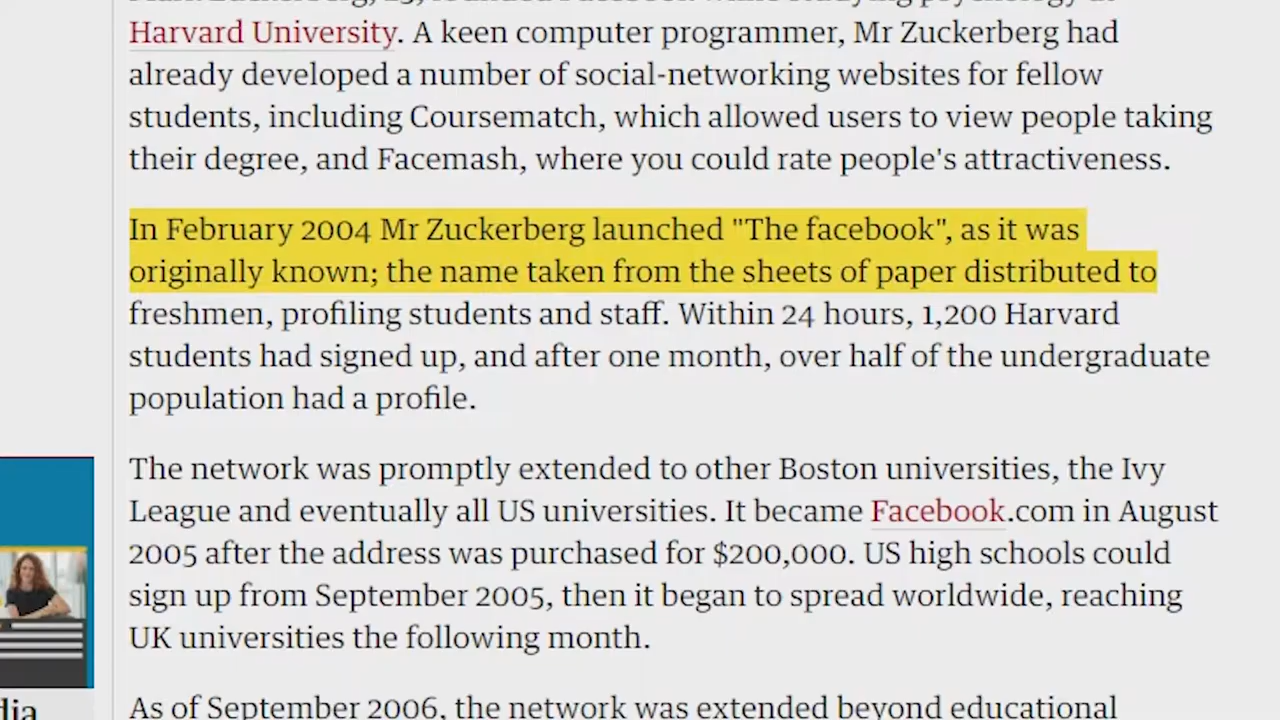 Harvard University. A keen computer programmer, Mr Zuckerberg had
already developed a number of social-networking websites for fellow
students, including Coursematch, which allowed users to view people taking
their degree, and Facemash, where you could rate people's attractiveness.
In February 2004 Mr Zuckerberg launched "The facebook", as it was
originally known; the name taken from the sheets of paper distributed to
freshmen, profiling students and staff. Within 24 hours, 1,200 Harvard
students had signed up, and after one month, over half of the undergraduate
population had a profile.
The network was promptly extended to other Boston universities, the Ivy
League and eventually all US universities. It became Facebook.com in August
2005 after the address was purchased for $200,000. US high schools could
sign up from September 2005, then it began to spread worldwide, reaching
UK universities the following month.
As of September 2006, the network was extended beyond educational